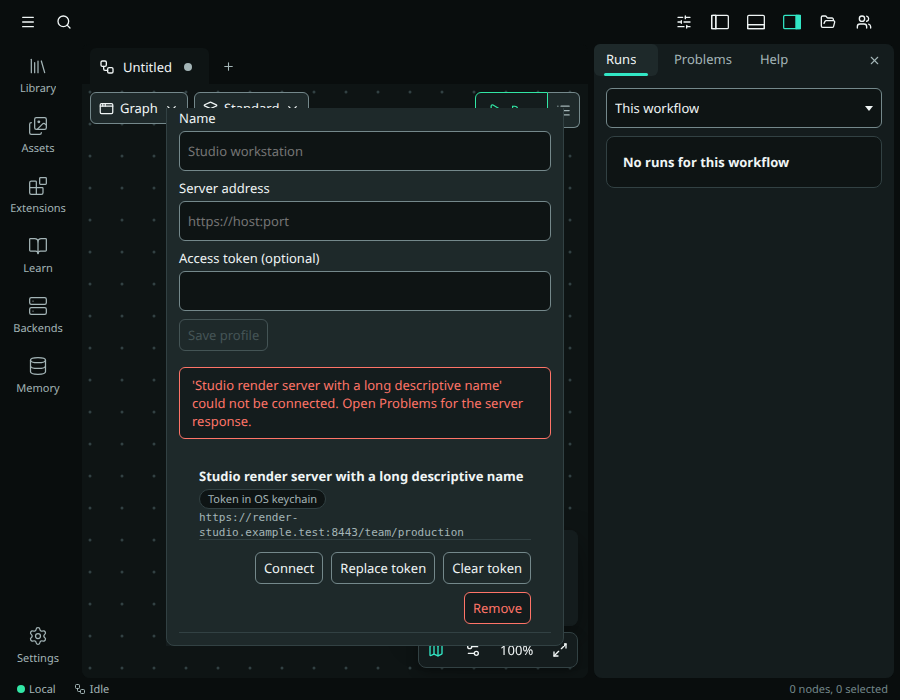 Untitled
Runs
Problems
Help
Library
Assets
Extensions
Learn
Backends
Memory
Settings
Graph
Standard
This workflow
No runs for this workflow
Name
Studio workstation
Server address
https://host:port
Access token (optional)
Save profile
'Studio render server with a long descriptive name'
could not be connected. Open Problems for the server
response.
Studio render server with a long descriptive name
Token in OS keychain
https://render-
studio.example.test:8443/team/production
Connect
Replace token
Clear token
Remove
100%
Local
Idle
0 nodes, 0 selected